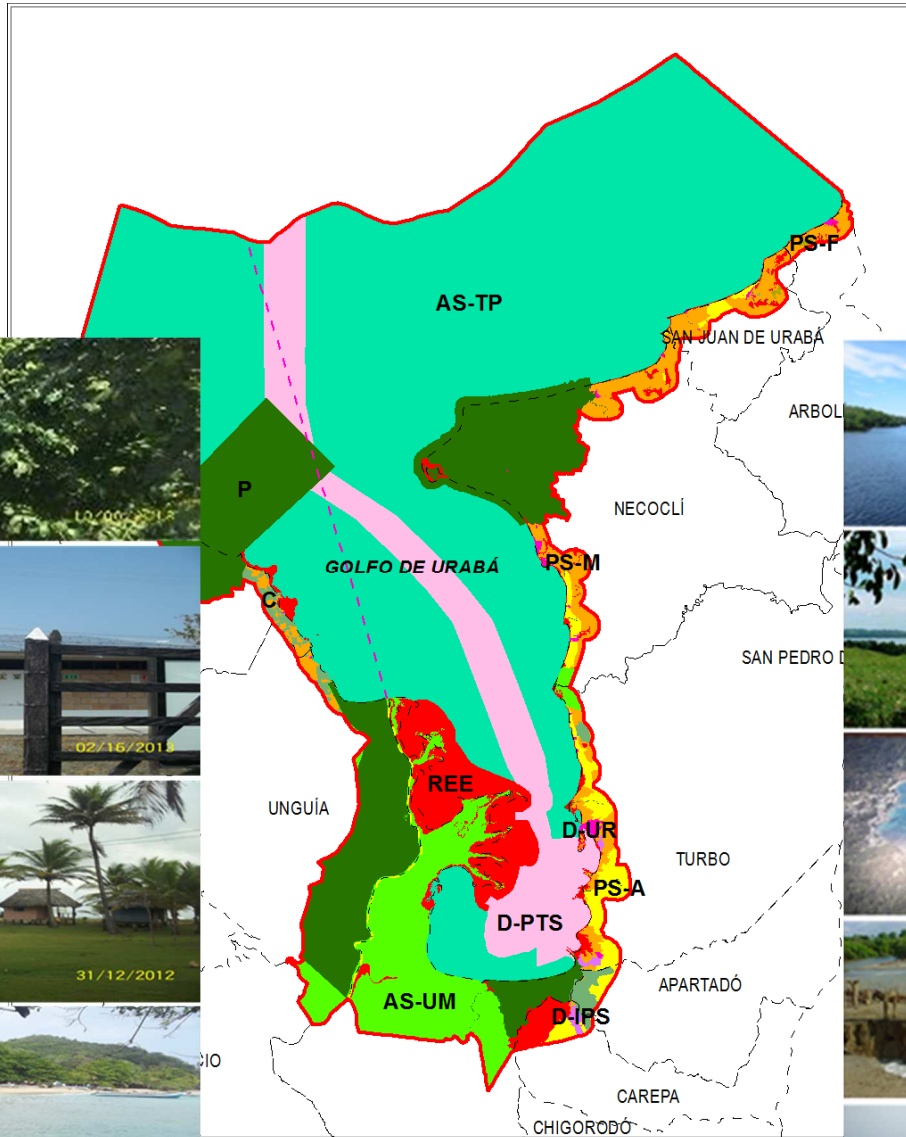 PS-F
AS-TP
SAN JUAN DE URABÁ
ARBOL
P
NECOCLÍ
PS-M
GOLFO DE URABÁ
C
SAN PEDRO D
02/16/2013
REE
UNGUÍA
D-UR
TURBO
PS-A
D-PTS
31/12/2012
APARTADÓ
AS-UM
D-IPS
CIO
CAREPA
CHIGORODÓ